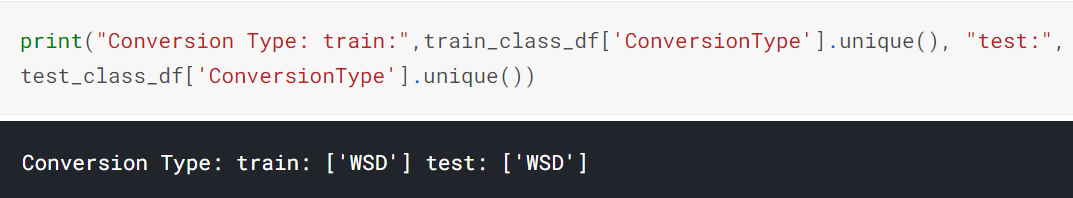 print("Conversion Type: train:",train_class_df['ConversionType'].unique(), "test:",
test_class_df['ConversionType'].unique())
Conversion Type: train: ['WSD'] test: ['WSD']